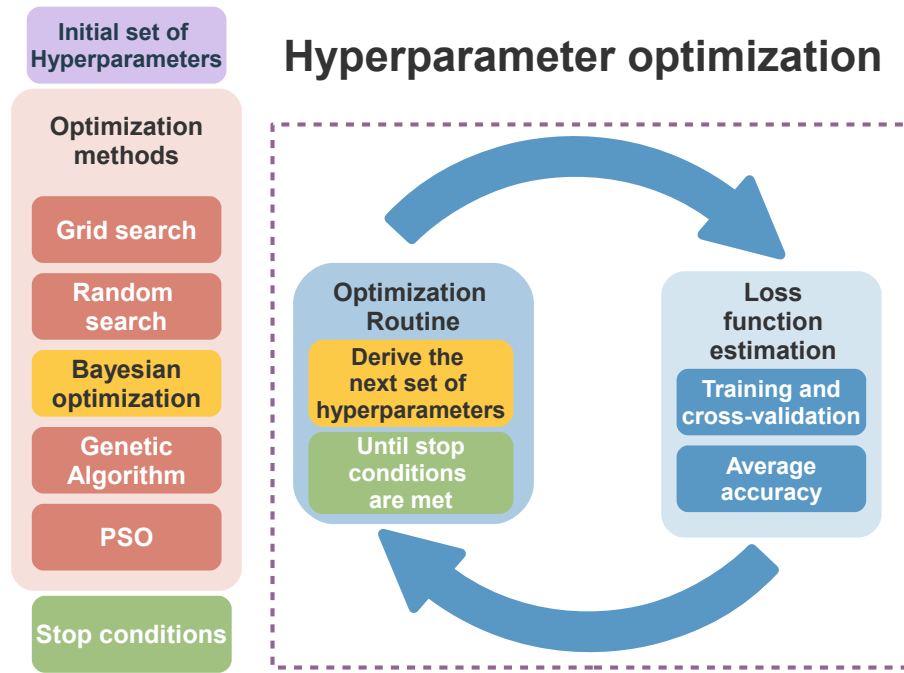 Initial set of
Hyperparameters
Hyperparameter optimization
Optimization
methods
Grid search
Random
search
Bayesian
optimization
Genetic
Algorithm
PSO
Stop conditions
Optimization
Routine
Derive the
next set of
hyperparameters
Until stop
conditions
are met
Loss
function
estimation
Training and
cross-validation
Average
accuracy